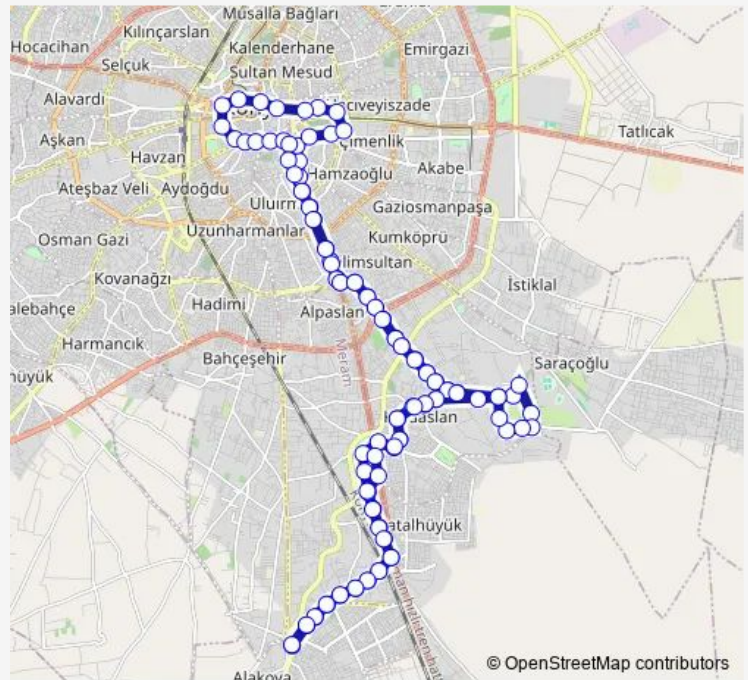 Musalla Bağları
Kılınçarslan
Hocacihan
Kalenderhane
Emirgazi
Selçuk
Sultan Mesud
Alavardı
Tatlıcak
Aşkan
Çimenlik
Havzan
Akabe
Hamzaoğlu
Ateşbaz Veli
Aydoğdu
Gaziosmanpaşa
Uzunharmanlar
Osman Gazi
Kumköprü
Kovanağzı
İstiklal
Hadimi
Alpaslan
Harmancık
Meram
Bahçeşehir
Saraçoğlu
Alakova
© OpenStreetMap contributors